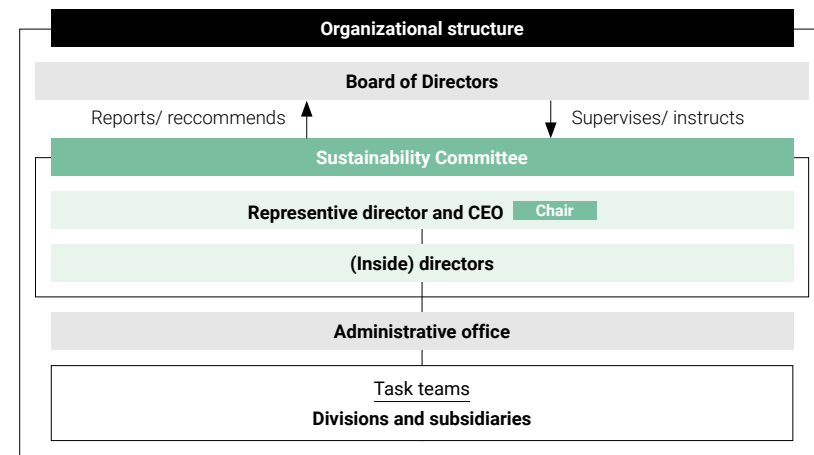 Organizational structure
Board of Directors
Reports/ reccommends
Supervises/ instructs
Sustainability Committee
Representive director and CEO Chair
(Inside) directors
Administrative office
Task teams
Divisions and subsidiaries